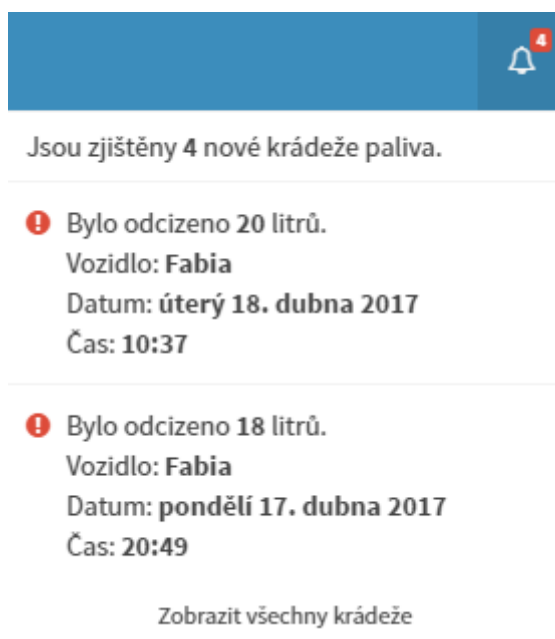 4
Jsou zjištěny 4 nové krádeže paliva.
Bylo odcizeno 20 litrů.
Vozidlo: Fabia
Datum: úterý 18. dubna 2017
Čas: 10:37
Bylo odcizeno 18 litrů.
Vozidlo: Fabia
Datum: pondělí 17. dubna 2017
Čas: 20:49
Zobrazit všechny krádeže